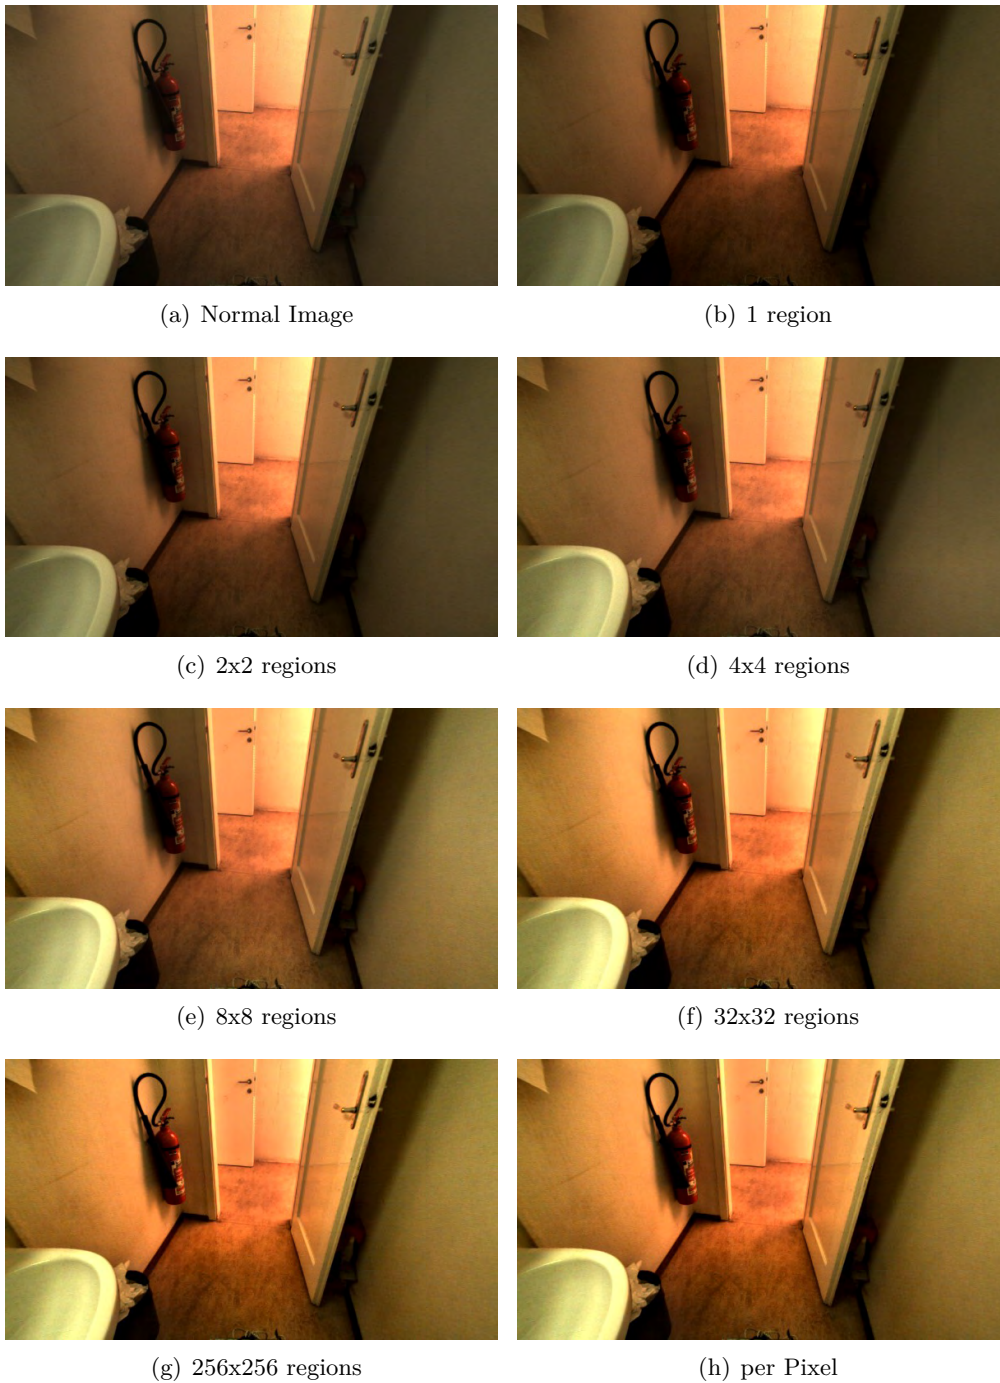 (a) Normal Image
(b) 1 region
(c) 2x2 regions
(d) 4x4 regions
(e) 8x8 regions
(f) 32x32 regions
(g) 256x256 regions
(h) per Pixel